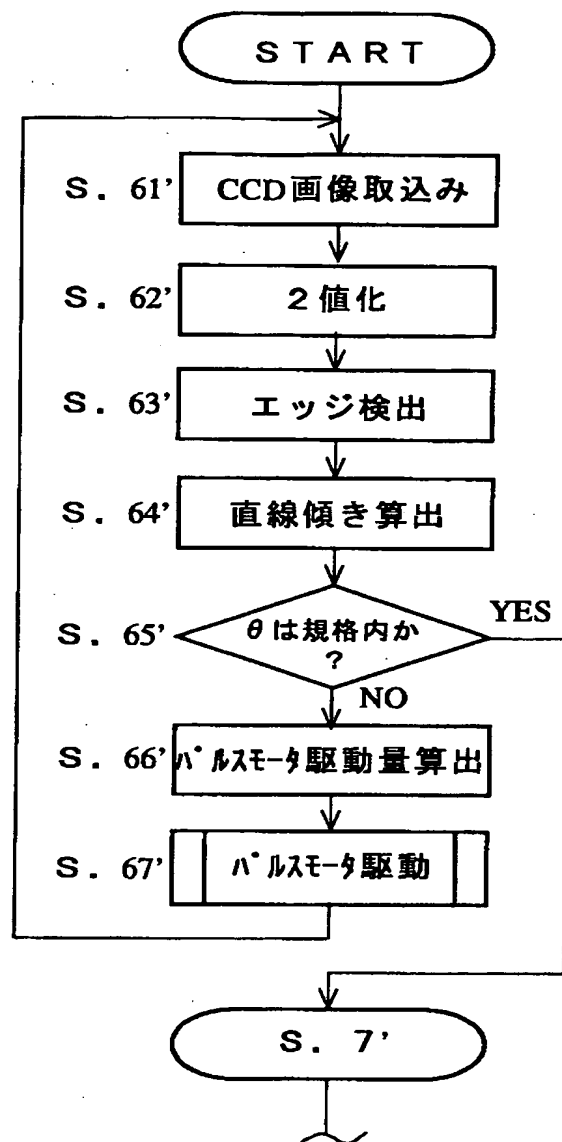 START
S. 61' CCD画像取込み
S. 62' 2値化
S. 63' エッジ検出
S. 64' 直線傾き算出
S. 65' θは規格内か
?
YES
NO
S. 66' パルスモータ駆動量算出
S. 67' パルスモータ駆動
S. 7'